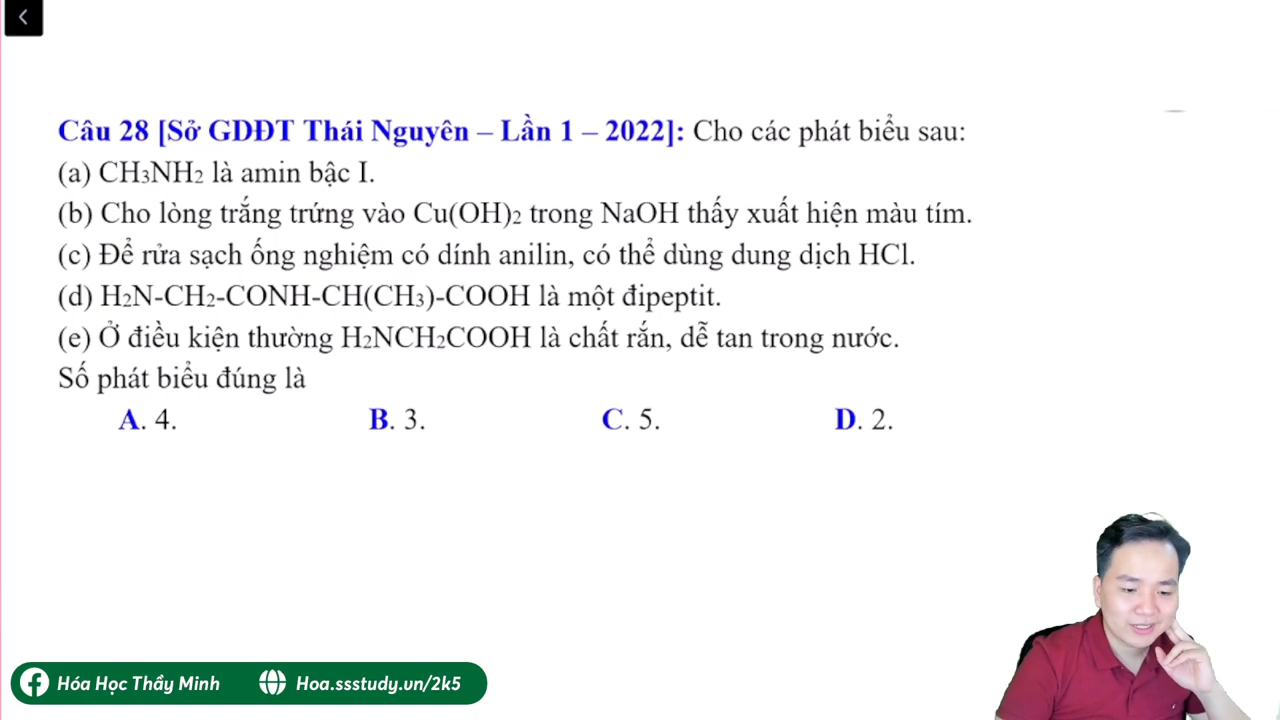 Câu 28 [Sở GDĐT Thái Nguyên – Lần 1 – 2022]: Cho các phát biểu sau:
(a) CH3NH2 là amin bậc I.
(b) Cho lòng trắng trứng vào Cu(OH)2 trong NaOH thấy xuất hiện màu tím.
(c) Để rửa sạch ống nghiệm có dính anilin, có thể dùng dung dịch HCl.
(d) H2N-CH2-CONH-CH(CH3)-COOH là một đipeptit.
(e) Ở điều kiện thường H2NCH2COOH là chất rắn, dễ tan trong nước.
Số phát biểu đúng là
A. 4. B. 3. C. 5. D. 2.
Hóa Học Thầy Minh Hoa.ssstudy.vn/2k5